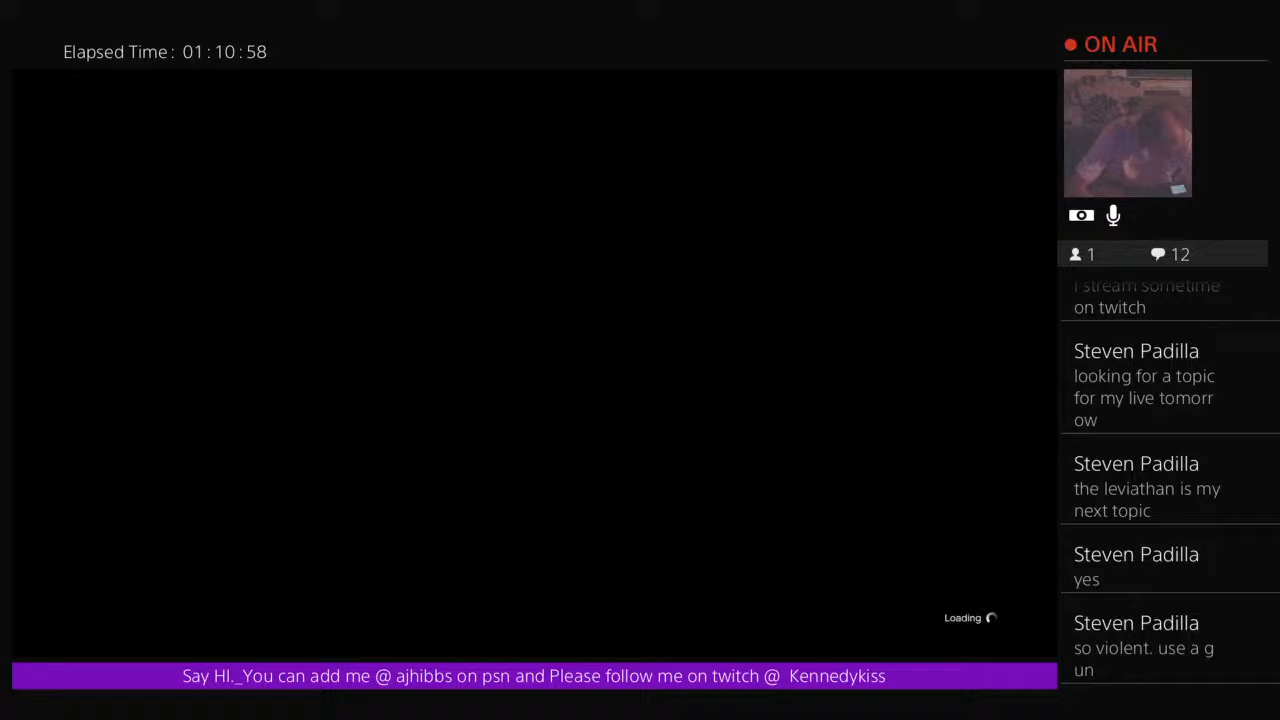 Elapsed Time: 01:10:58
ON AIR
1 12
i stream sometime
on twitch
Steven Padilla
looking for a topic
for my live tomorr
ow
Steven Padilla
the leviathan is my
next topic
Steven Padilla
yes
Steven Padilla
so violent. use a g
un
Loading
Say HI._You can add me @ ajhibbs on psn and Please follow me on twitch @ Kennedykiss